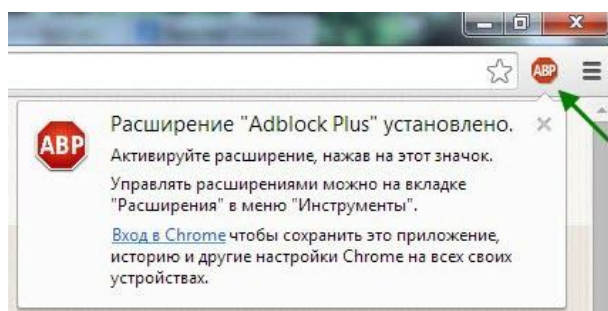 ABP
ABP
Расширение "Adblock Plus" установлено.
Активируйте расширение, нажав на этот значок.
Управлять расширениями можно на вкладке
"Расширения" в меню "Инструменты".
Вход в Chrome чтобы сохранить это приложение,
историю и другие настройки Chrome на всех своих
устройствах.